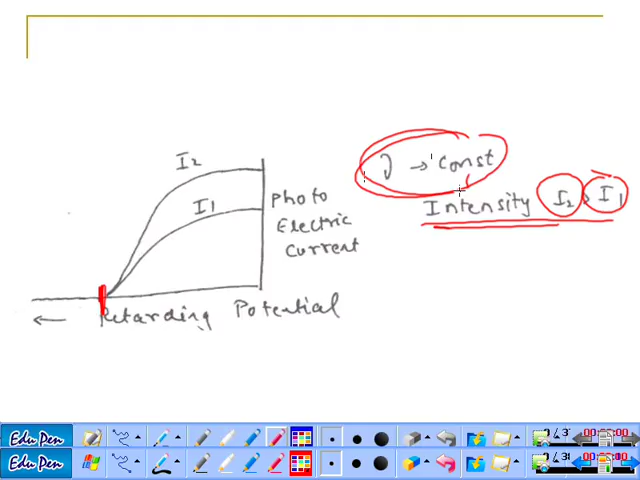 ν → const
Intensity I2 > I1
I2
I1
Photo
Electric
Current
← Retarding Potential
Edu Pen
Edu Pen